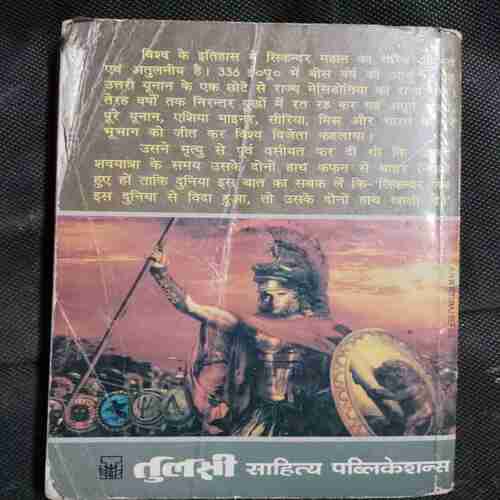 विश्व के इतिहास में सिकन्दर महान का
एवं अतुलनीय है। 336 ई०पू० में बीस वर्ष की
उत्तरी यूनान के एक छोटे से राज्य मेसिडोनिया का
तेरह वर्षों तक निरन्तर युद्धों में रत रह कर
पूरे यूनान, एशिया माइनर, सीरिया, मिस्र और भारत के
भूभाग को जीत कर विश्व विजेता कहलाया।
उसने मृत्यु से पूर्व वसीयत कर दी थी कि
शवयात्रा के समय उसके दोनों हाथ कफन से बाहर
हुए हों ताकि दुनिया इस बात का सबक लें कि-सिकन्दर
इस दुनिया से विदा हुआ, तो उसके दोनों हाथ खाली
तुलसी साहित्य पब्लिकेशन्स